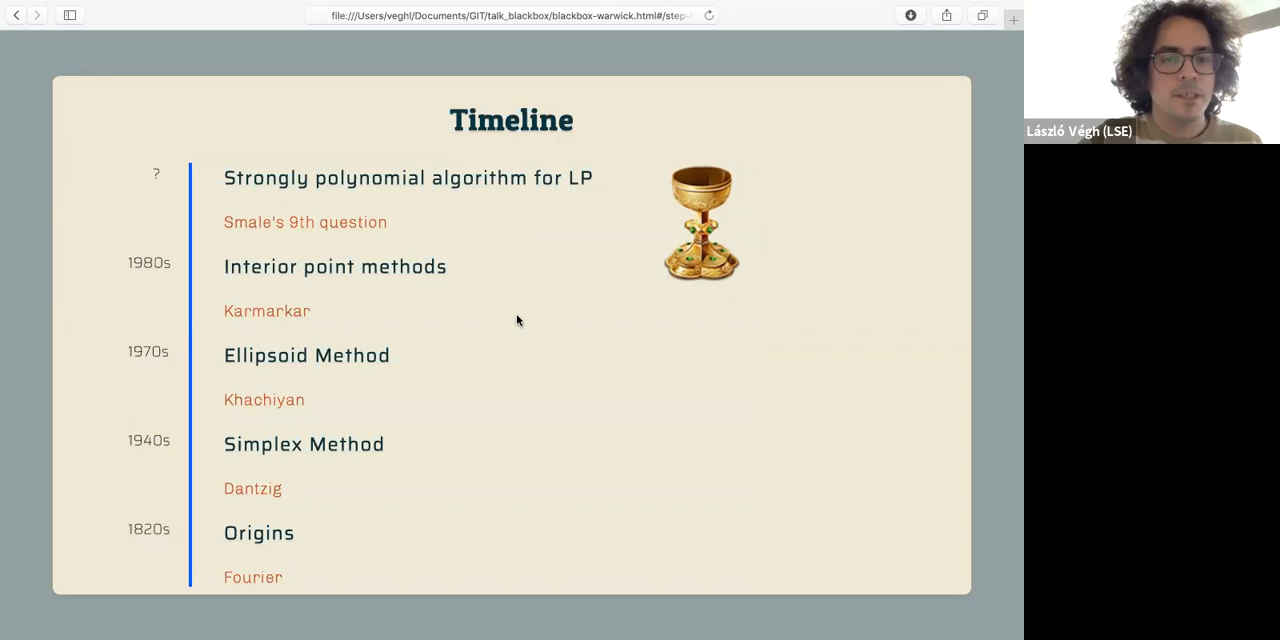 file:///Users/veghl/Documents/GIT/talk_blackbox/blackbox-warwick.html#/step-
László Végh (LSE)
Timeline
?
Strongly polynomial algorithm for LP
Smale's 9th question
1980s
Interior point methods
Karmarkar
1970s
Ellipsoid Method
Khachiyan
1940s
Simplex Method
Dantzig
1820s
Origins
Fourier